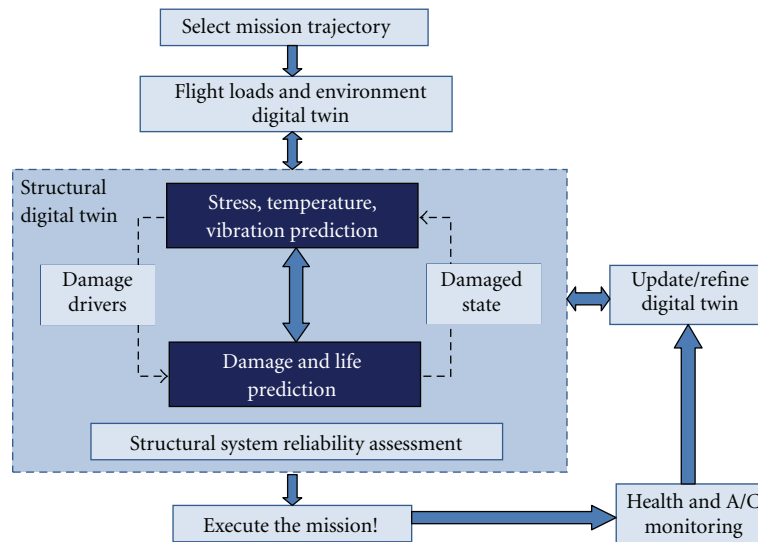 Select mission trajectory
Flight loads and environment
digital twin
Structural
digital twin
Stress, temperature,
vibration prediction
Damage
drivers
Damaged
state
Update/refine
digital twin
Damage and life
prediction
Structural system reliability assessment
Execute the mission!
Health and A/C
monitoring